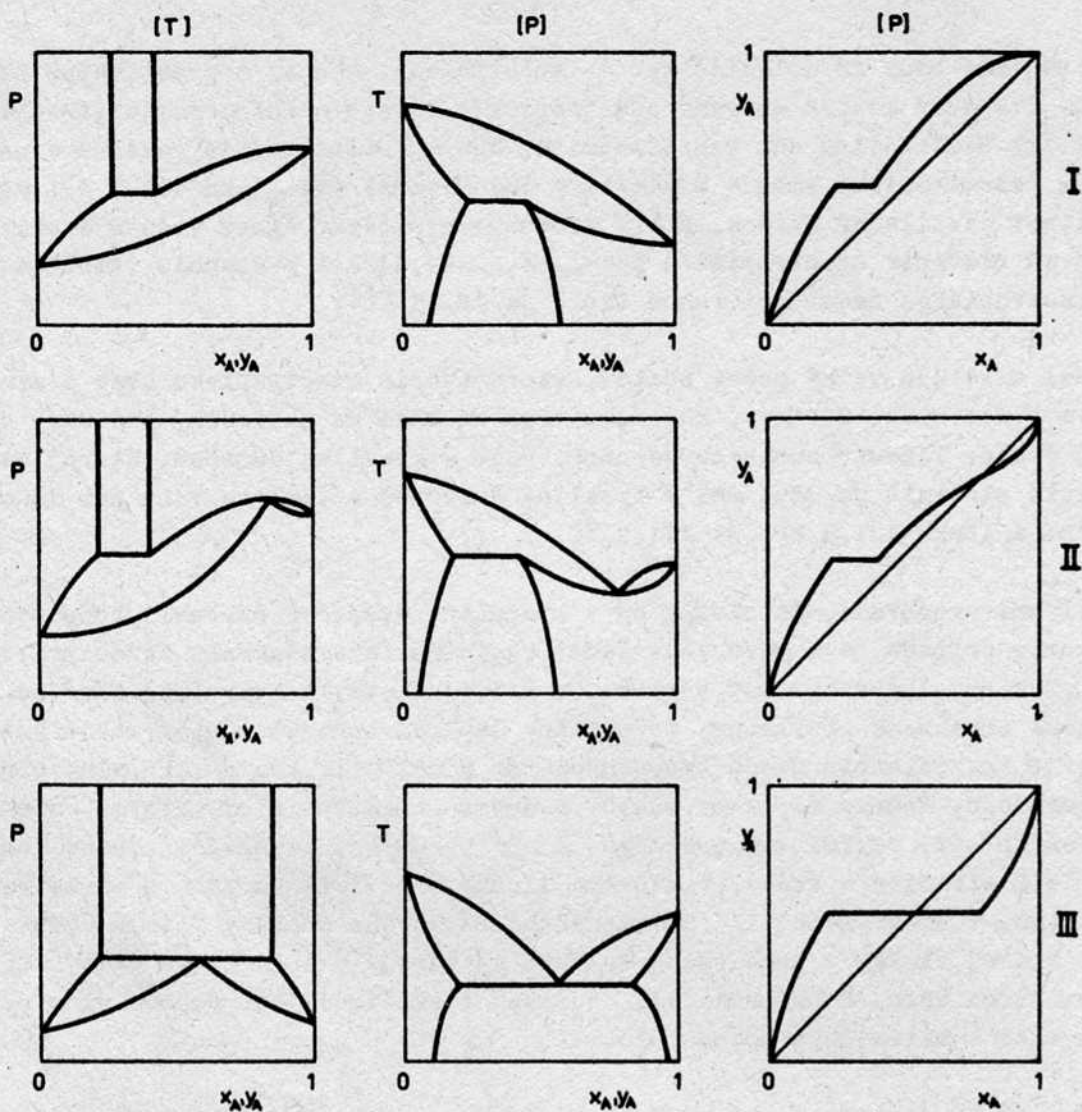 [T] [P] [P]
P T 1 y_A I
0 1 0 1 0 1
x_A,y_A x_A,y_A x_A
P T 1 y_A II
0 1 0 1 0 1
x_A,y_A x_A,y_A x_A
P T 1 y_A III
0 1 0 1 0 1
x_A,y_A x_A,y_A x_A